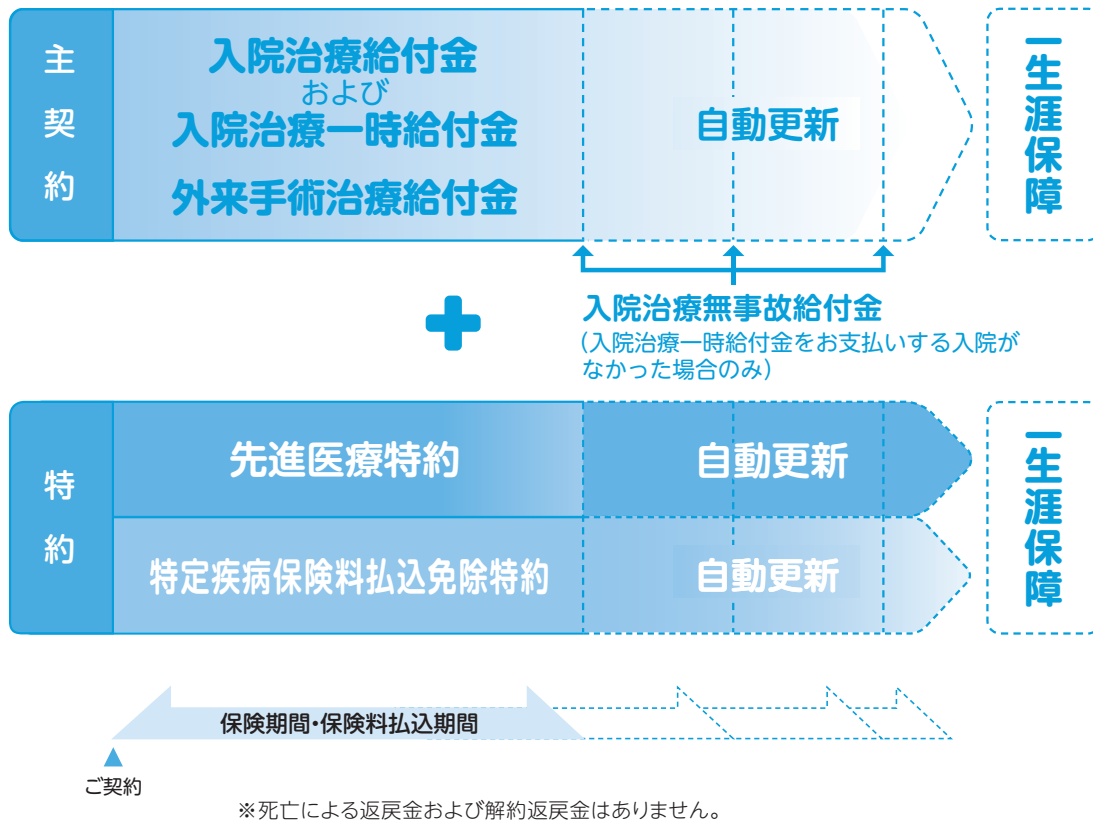 主契約
入院治療給付金
および
入院治療一時給付金
外来手術治療給付金
自動更新
一生涯保障
入院治療無事故給付金
(入院治療一時給付金をお支払いする入院が
なかった場合のみ)
特約
先進医療特約
自動更新
特定疾病保険料払込免除特約
自動更新
一生涯保障
保険期間・保険料払込期間
ご契約
※死亡による返戻金および解約返戻金はありません。